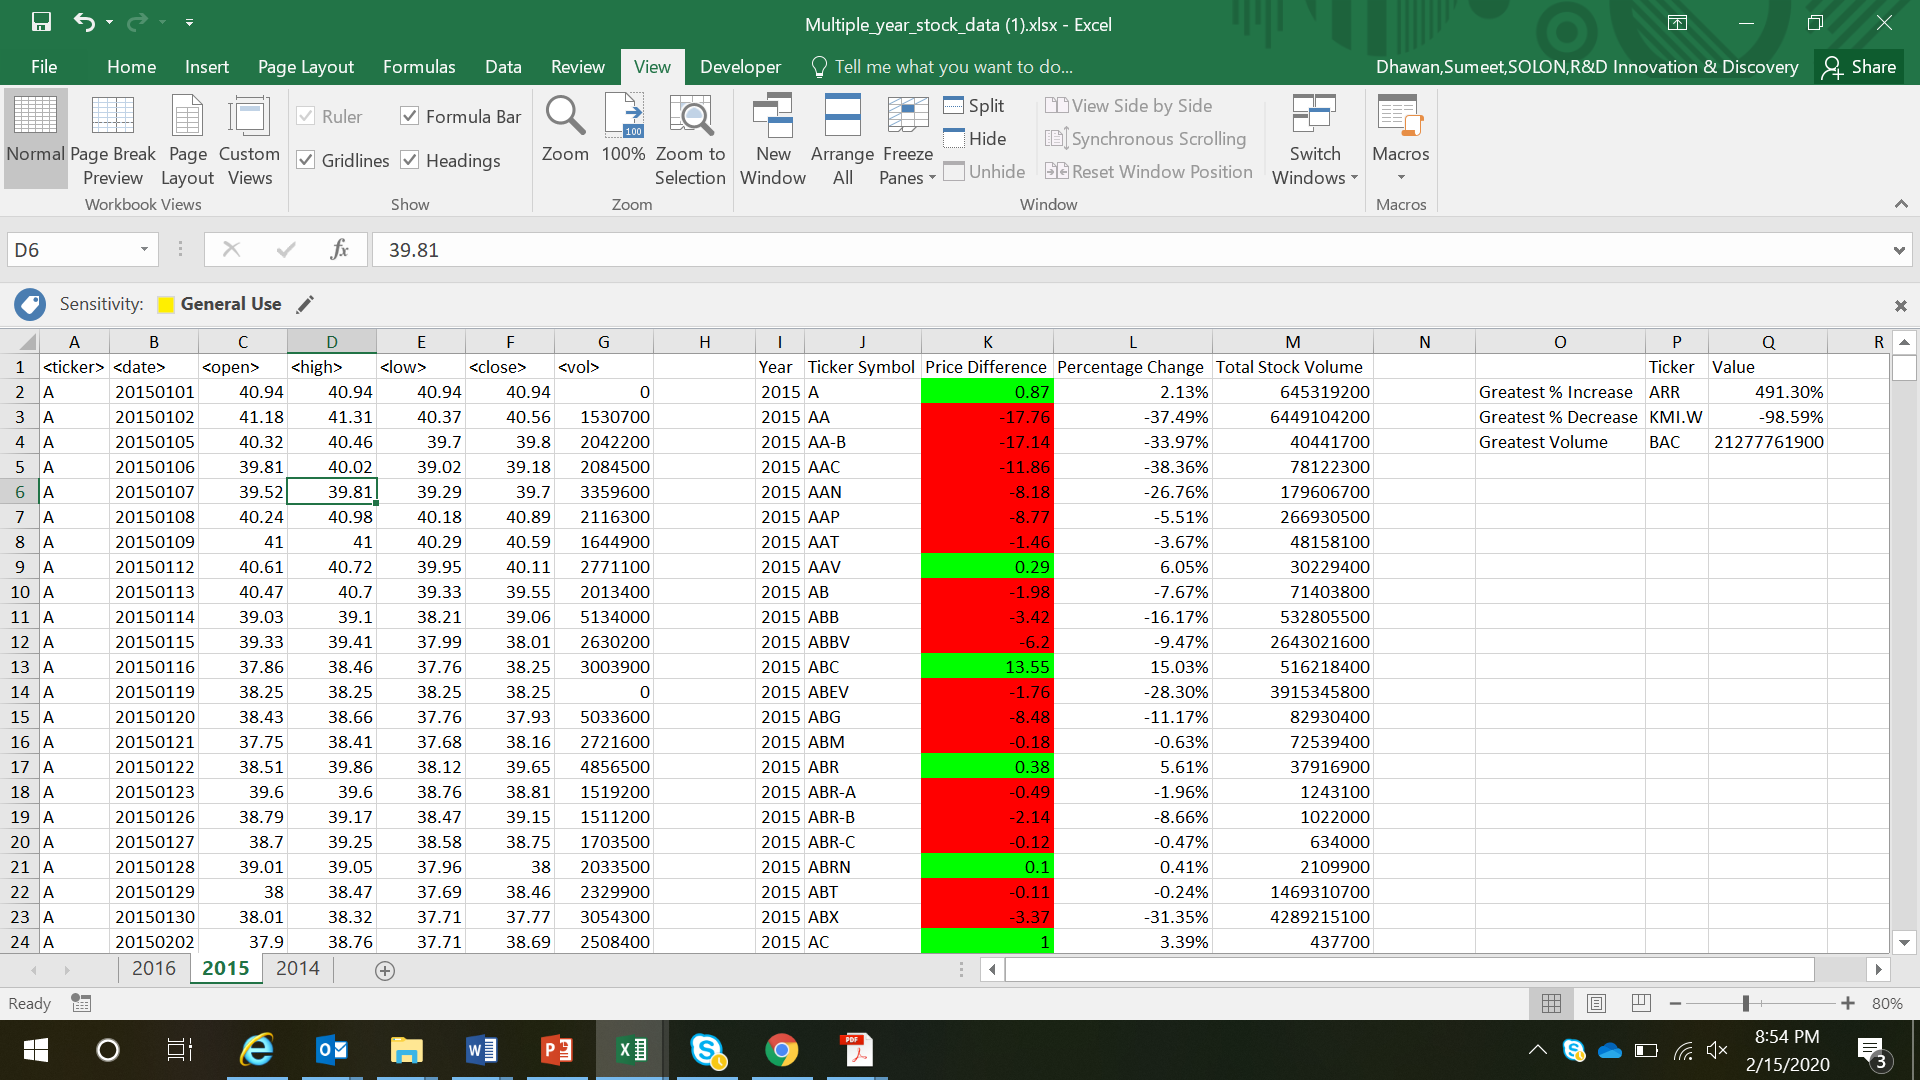 Multiple_year_stock_data (1).xlsx - Excel
File Home Insert Page Layout Formulas Data Review View Developer Tell me what you want to do... Dhawan,Sumeet,SOLON,R&D Innovation & Discovery Share
Normal Page Break Preview Page Layout Custom Views
Workbook Views
Ruler Formula Bar
Gridlines Headings
Show
Zoom 100% Zoom to Selection
100
Zoom
New Window Arrange All Freeze Panes
Split
Hide
Unhide
View Side by Side
Synchronous Scrolling
Reset Window Position
Switch Windows
Window
Macros
Macros
D6 fx 39.81
Sensitivity: General Use
A B C D E F G H I J K L M N O P Q R
1 <ticker> <date> <open> <high> <low> <close> <vol> Year Ticker Symbol Price Difference Percentage Change Total Stock Volume Ticker Value
2 A 20150101 40.94 40.94 40.94 40.94 0 2015 A 0.87 2.13% 645319200 Greatest % Increase ARR 491.30%
3 A 20150102 41.18 41.31 40.37 40.56 1530700 2015 AA -17.76 -37.49% 6449104200 Greatest % Decrease KMI.W -98.59%
4 A 20150105 40.32 40.46 39.7 39.8 2042200 2015 AA-B -17.14 -33.97% 40441700 Greatest Volume BAC 21277761900
5 A 20150106 39.81 40.02 39.02 39.18 2084500 2015 AAC -11.86 -38.36% 78122300
6 A 20150107 39.52 39.81 39.29 39.7 3359600 2015 AAN -8.18 -26.76% 179606700
7 A 20150108 40.24 40.98 40.18 40.89 2116300 2015 AAP -8.77 -5.51% 266930500
8 A 20150109 41 41 40.29 40.59 1644900 2015 AAT -1.46 -3.67% 48158100
9 A 20150112 40.61 40.72 39.95 40.11 2771100 2015 AAV 0.29 6.05% 30229400
10 A 20150113 40.47 40.7 39.33 39.55 2013400 2015 AB -1.98 -7.67% 71403800
11 A 20150114 39.03 39.1 38.21 39.06 5134000 2015 ABB -3.42 -16.17% 532805500
12 A 20150115 39.33 39.41 37.99 38.01 2630200 2015 ABBV -6.2 -9.47% 2643021600
13 A 20150116 37.86 38.46 37.76 38.25 3003900 2015 ABC 13.55 15.03% 516218400
14 A 20150119 38.25 38.25 38.25 38.25 0 2015 ABEV -1.76 -28.30% 3915345800
15 A 20150120 38.43 38.66 37.76 37.93 5033600 2015 ABG -8.48 -11.17% 82930400
16 A 20150121 37.75 38.41 37.68 38.16 2721600 2015 ABM -0.18 -0.63% 72539400
17 A 20150122 38.51 39.86 38.12 39.65 4856500 2015 ABR 0.38 5.61% 37916900
18 A 20150123 39.6 39.6 38.76 38.81 1519200 2015 ABR-A -0.49 -1.96% 1243100
19 A 20150126 38.79 39.17 38.47 39.15 1511200 2015 ABR-B -2.14 -8.66% 1022000
20 A 20150127 38.7 39.25 38.58 38.75 1703500 2015 ABR-C -0.12 -0.47% 634000
21 A 20150128 39.01 39.05 37.96 38 2033500 2015 ABRN 0.1 0.41% 2109900
22 A 20150129 38 38.47 37.69 38.46 2329900 2015 ABT -0.11 -0.24% 1469310700
23 A 20150130 38.01 38.32 37.71 37.77 3054300 2015 ABX -3.37 -31.35% 4289215100
24 A 20150202 37.9 38.76 37.71 38.69 2508400 2015 AC 1 3.39% 437700
2016 2015 2014
Ready 80%
8:54 PM
2/15/2020
3